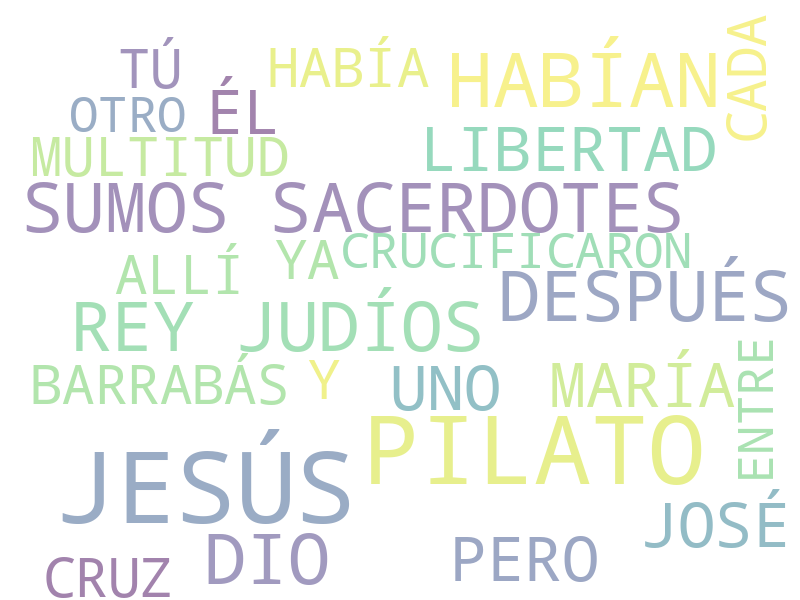 TÚ
HABÍA
HABÍAN
CADA
OTRO
ÉL
MULTITUD
LIBERTAD
SUMOS SACERDOTES
ALLÍ
YA
CRUCIFICARON
DESPUÉS
REY JUDÍOS
BARRABÁS
Y
UNO
MARÍA
ENTRE
PILATO
JESÚS
JOSÉ
CRUZ
DIO
PERO